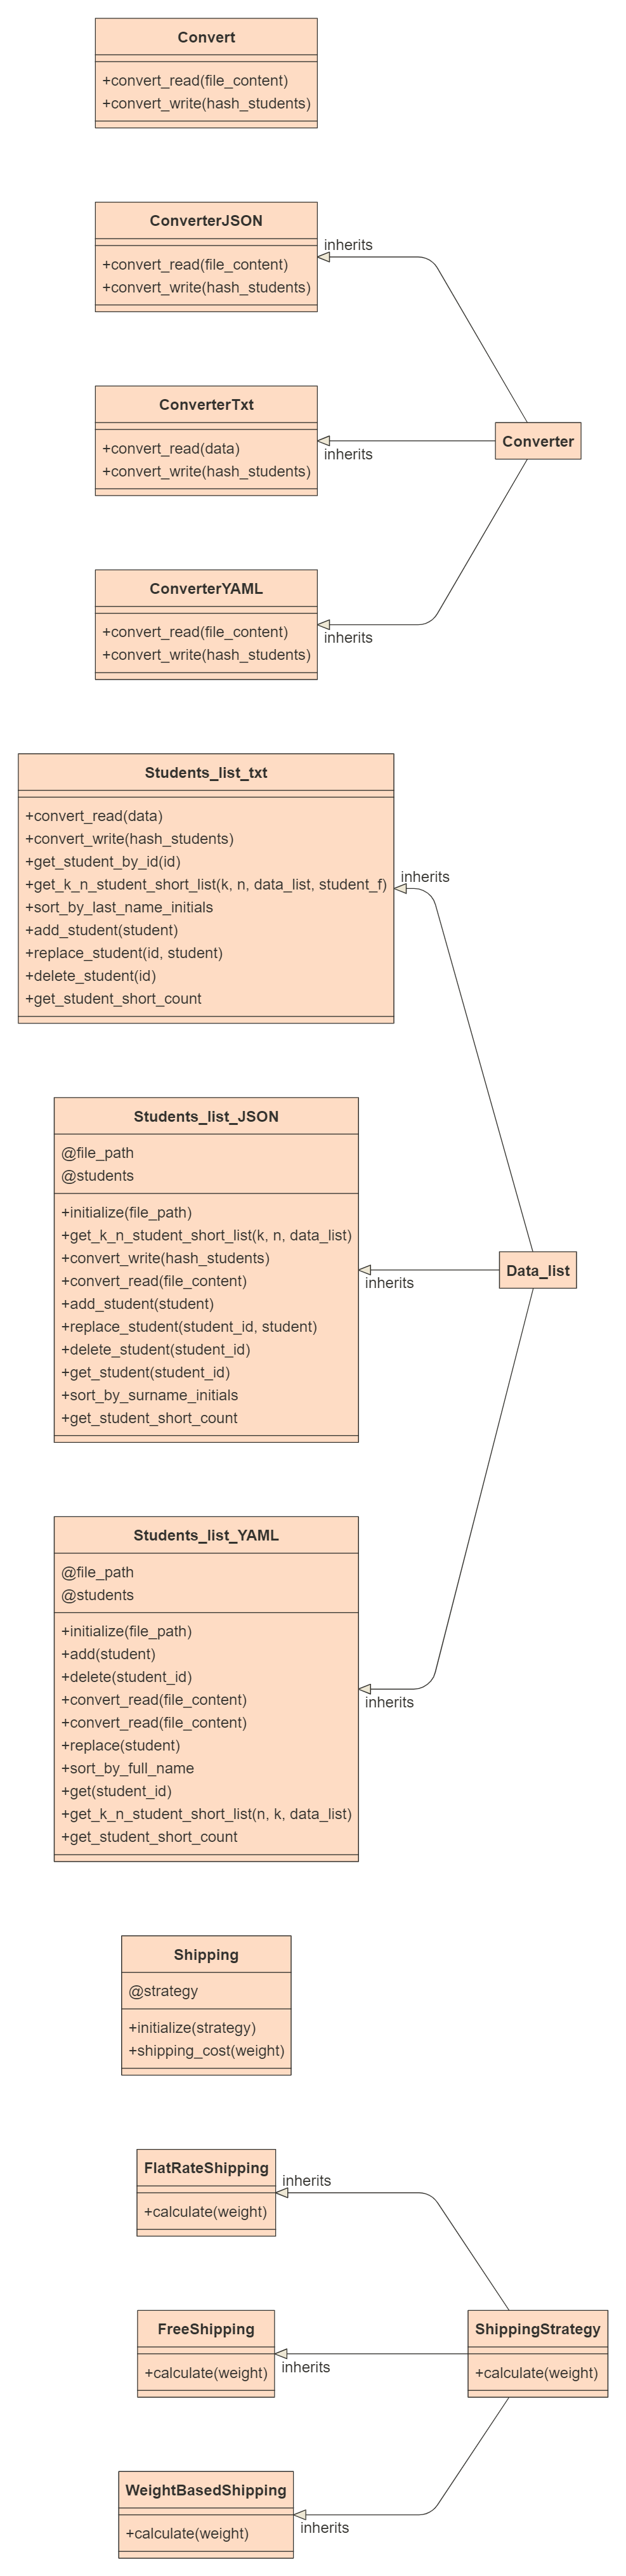 Convert
+convert_read(file_content)
+convert_write(hash_students)
ConverterJSON
+convert_read(file_content)
+convert_write(hash_students)
inherits
ConverterTxt
+convert_read(data)
+convert_write(hash_students)
inherits
Converter
ConverterYAML
+convert_read(file_content)
+convert_write(hash_students)
inherits
Students_list_txt
+convert_read(data)
+convert_write(hash_students)
+get_student_by_id(id)
+get_k_n_student_short_list(k, n, data_list, student_f)
+sort_by_last_name_initials
+add_student(student)
+replace_student(id, student)
+delete_student(id)
+get_student_short_count
inherits
Students_list_JSON
@file_path
@students
+initialize(file_path)
+get_k_n_student_short_list(k, n, data_list)
+convert_write(hash_students)
+convert_read(file_content)
+add_student(student)
+replace_student(student_id, student)
+delete_student(student_id)
+get_student(student_id)
+sort_by_surname_initials
+get_student_short_count
inherits
Data_list
Students_list_YAML
@file_path
@students
+initialize(file_path)
+add(student)
+delete(student_id)
+convert_read(file_content)
+convert_read(file_content)
+replace(student)
+sort_by_full_name
+get(student_id)
+get_k_n_student_short_list(n, k, data_list)
+get_student_short_count
inherits
Shipping
@strategy
+initialize(strategy)
+shipping_cost(weight)
FlatRateShipping
+calculate(weight)
inherits
FreeShipping
+calculate(weight)
inherits
ShippingStrategy
+calculate(weight)
WeightBasedShipping
+calculate(weight)
inherits